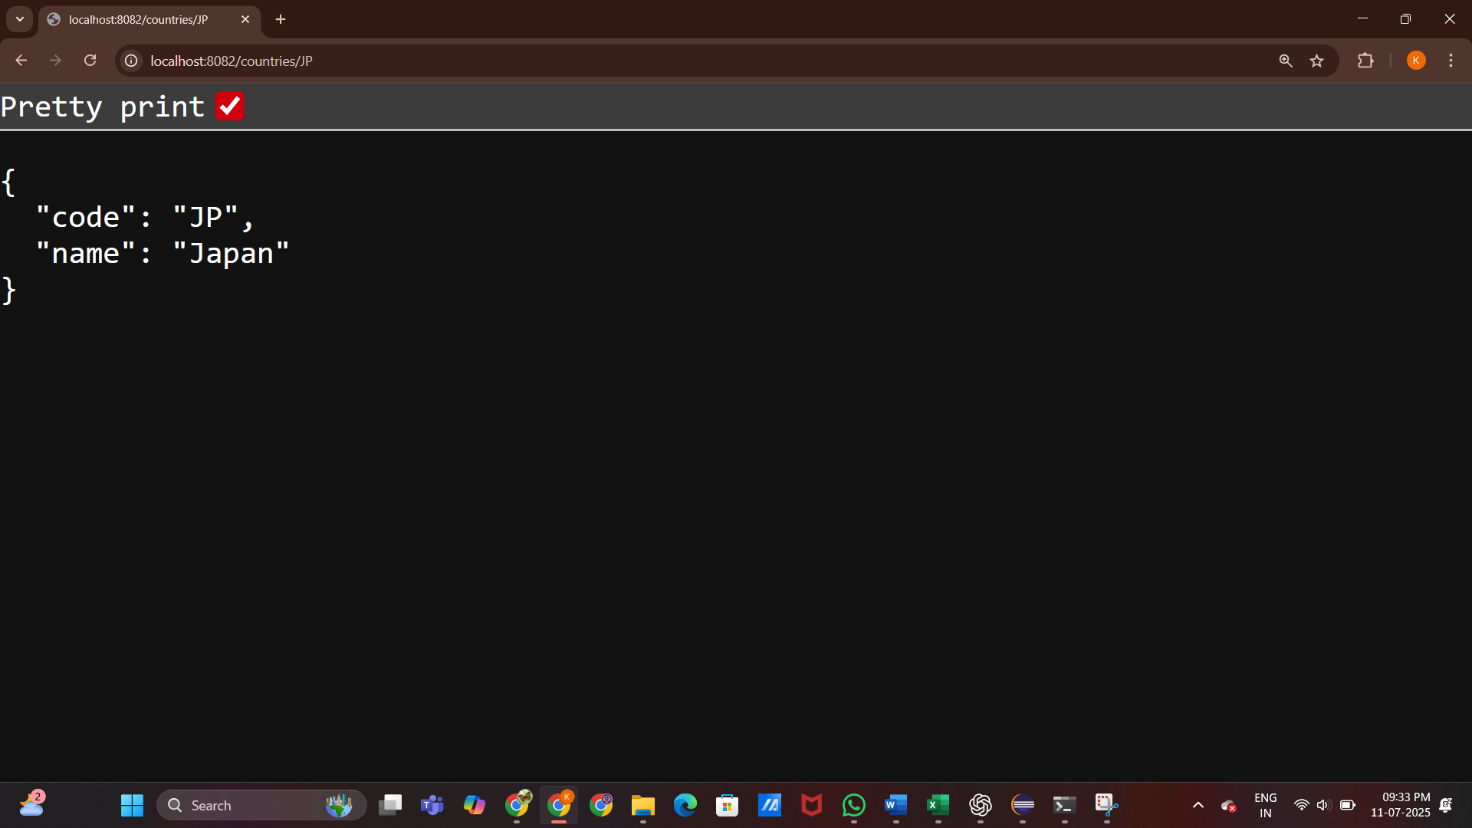 localhost:8082/countries/JP
localhost:8082/countries/JP
K
Pretty print
{
"code": "JP",
"name": "Japan"
}
2
Search
K
ENG
IN
09:33 PM
11-07-2025